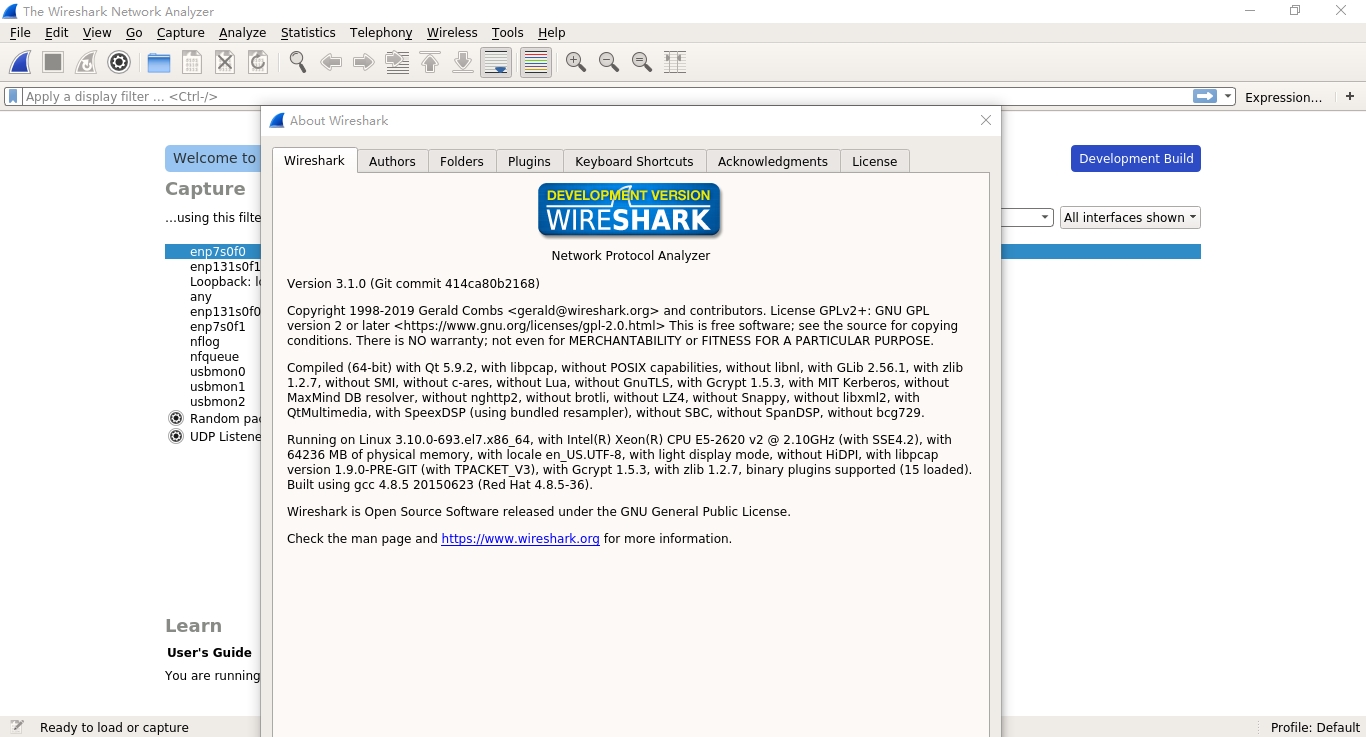 The Wireshark Network Analyzer
File Edit View Go Capture Analyze Statistics Telephony Wireless Tools Help
Apply a display filter ... <Ctrl-/>
Expression...
+
About Wireshark
Wireshark Authors Folders Plugins Keyboard Shortcuts Acknowledgments License
DEVELOPMENT VERSION
WIRESHARK
Network Protocol Analyzer
Version 3.1.0 (Git commit 414ca80b2168)
Copyright 1998-2019 Gerald Combs <gerald@wireshark.org> and contributors. License GPLv2+: GNU GPL
version 2 or later <https://www.gnu.org/licenses/gpl-2.0.html> This is free software; see the source for copying
conditions. There is NO warranty; not even for MERCHANTABILITY or FITNESS FOR A PARTICULAR PURPOSE.
Compiled (64-bit) with Qt 5.9.2, with libpcap, without POSIX capabilities, without libnl, with GLib 2.56.1, with zlib
1.2.7, without SMI, without c-ares, without Lua, without GnuTLS, with Gcrypt 1.5.3, with MIT Kerberos, without
MaxMind DB resolver, without nghttp2, without brotli, without LZ4, without Snappy, without libxml2, with
QtMultimedia, with SpeexDSP (using bundled resampler), without SBC, without SpanDSP, without bcg729.
Running on Linux 3.10.0-693.el7.x86_64, with Intel(R) Xeon(R) CPU E5-2620 v2 @ 2.10GHz (with SSE4.2), with
64236 MB of physical memory, with locale en_US.UTF-8, with light display mode, without HiDPI, with libpcap
version 1.9.0-PRE-GIT (with TPACKET_V3), with Gcrypt 1.5.3, with zlib 1.2.7, binary plugins supported (15 loaded).
Built using gcc 4.8.5 20150623 (Red Hat 4.8.5-36).
Wireshark is Open Source Software released under the GNU General Public License.
Check the man page and https://www.wireshark.org for more information.
Welcome to
Development Build
Capture
...using this filte
All interfaces shown
enp7s0f0
enp131s0f1
Loopback: l
any
enp131s0f0
enp7s0f1
nflog
nfqueue
usbmon0
usbmon1
usbmon2
Random pa
UDP Listene
Learn
User's Guide
You are running
Ready to load or capture
Profile: Default